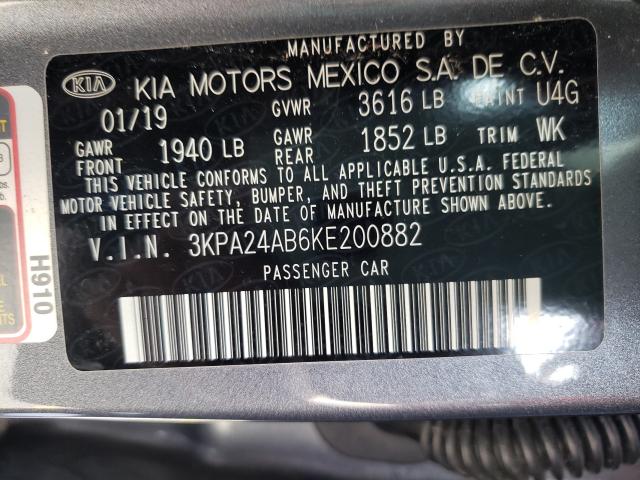 MANUFACTURED BY
KIA KIA MOTORS MEXICO S.A. DE C.V.
01/19 GVWR 3616 LB PAINT U4G
GAWR FRONT 1940 LB GAWR REAR 1852 LB TRIM WK
THIS VEHICLE CONFORMS TO ALL APPLICABLE U.S.A. FEDERAL
MOTOR VEHICLE SAFETY, BUMPER, AND THEFT PREVENTION STANDARDS
IN EFFECT ON THE DATE OF MANUFACTURE SHOWN ABOVE.
V.I.N. 3KPA24AB6KE200882
PASSENGER CAR
H910